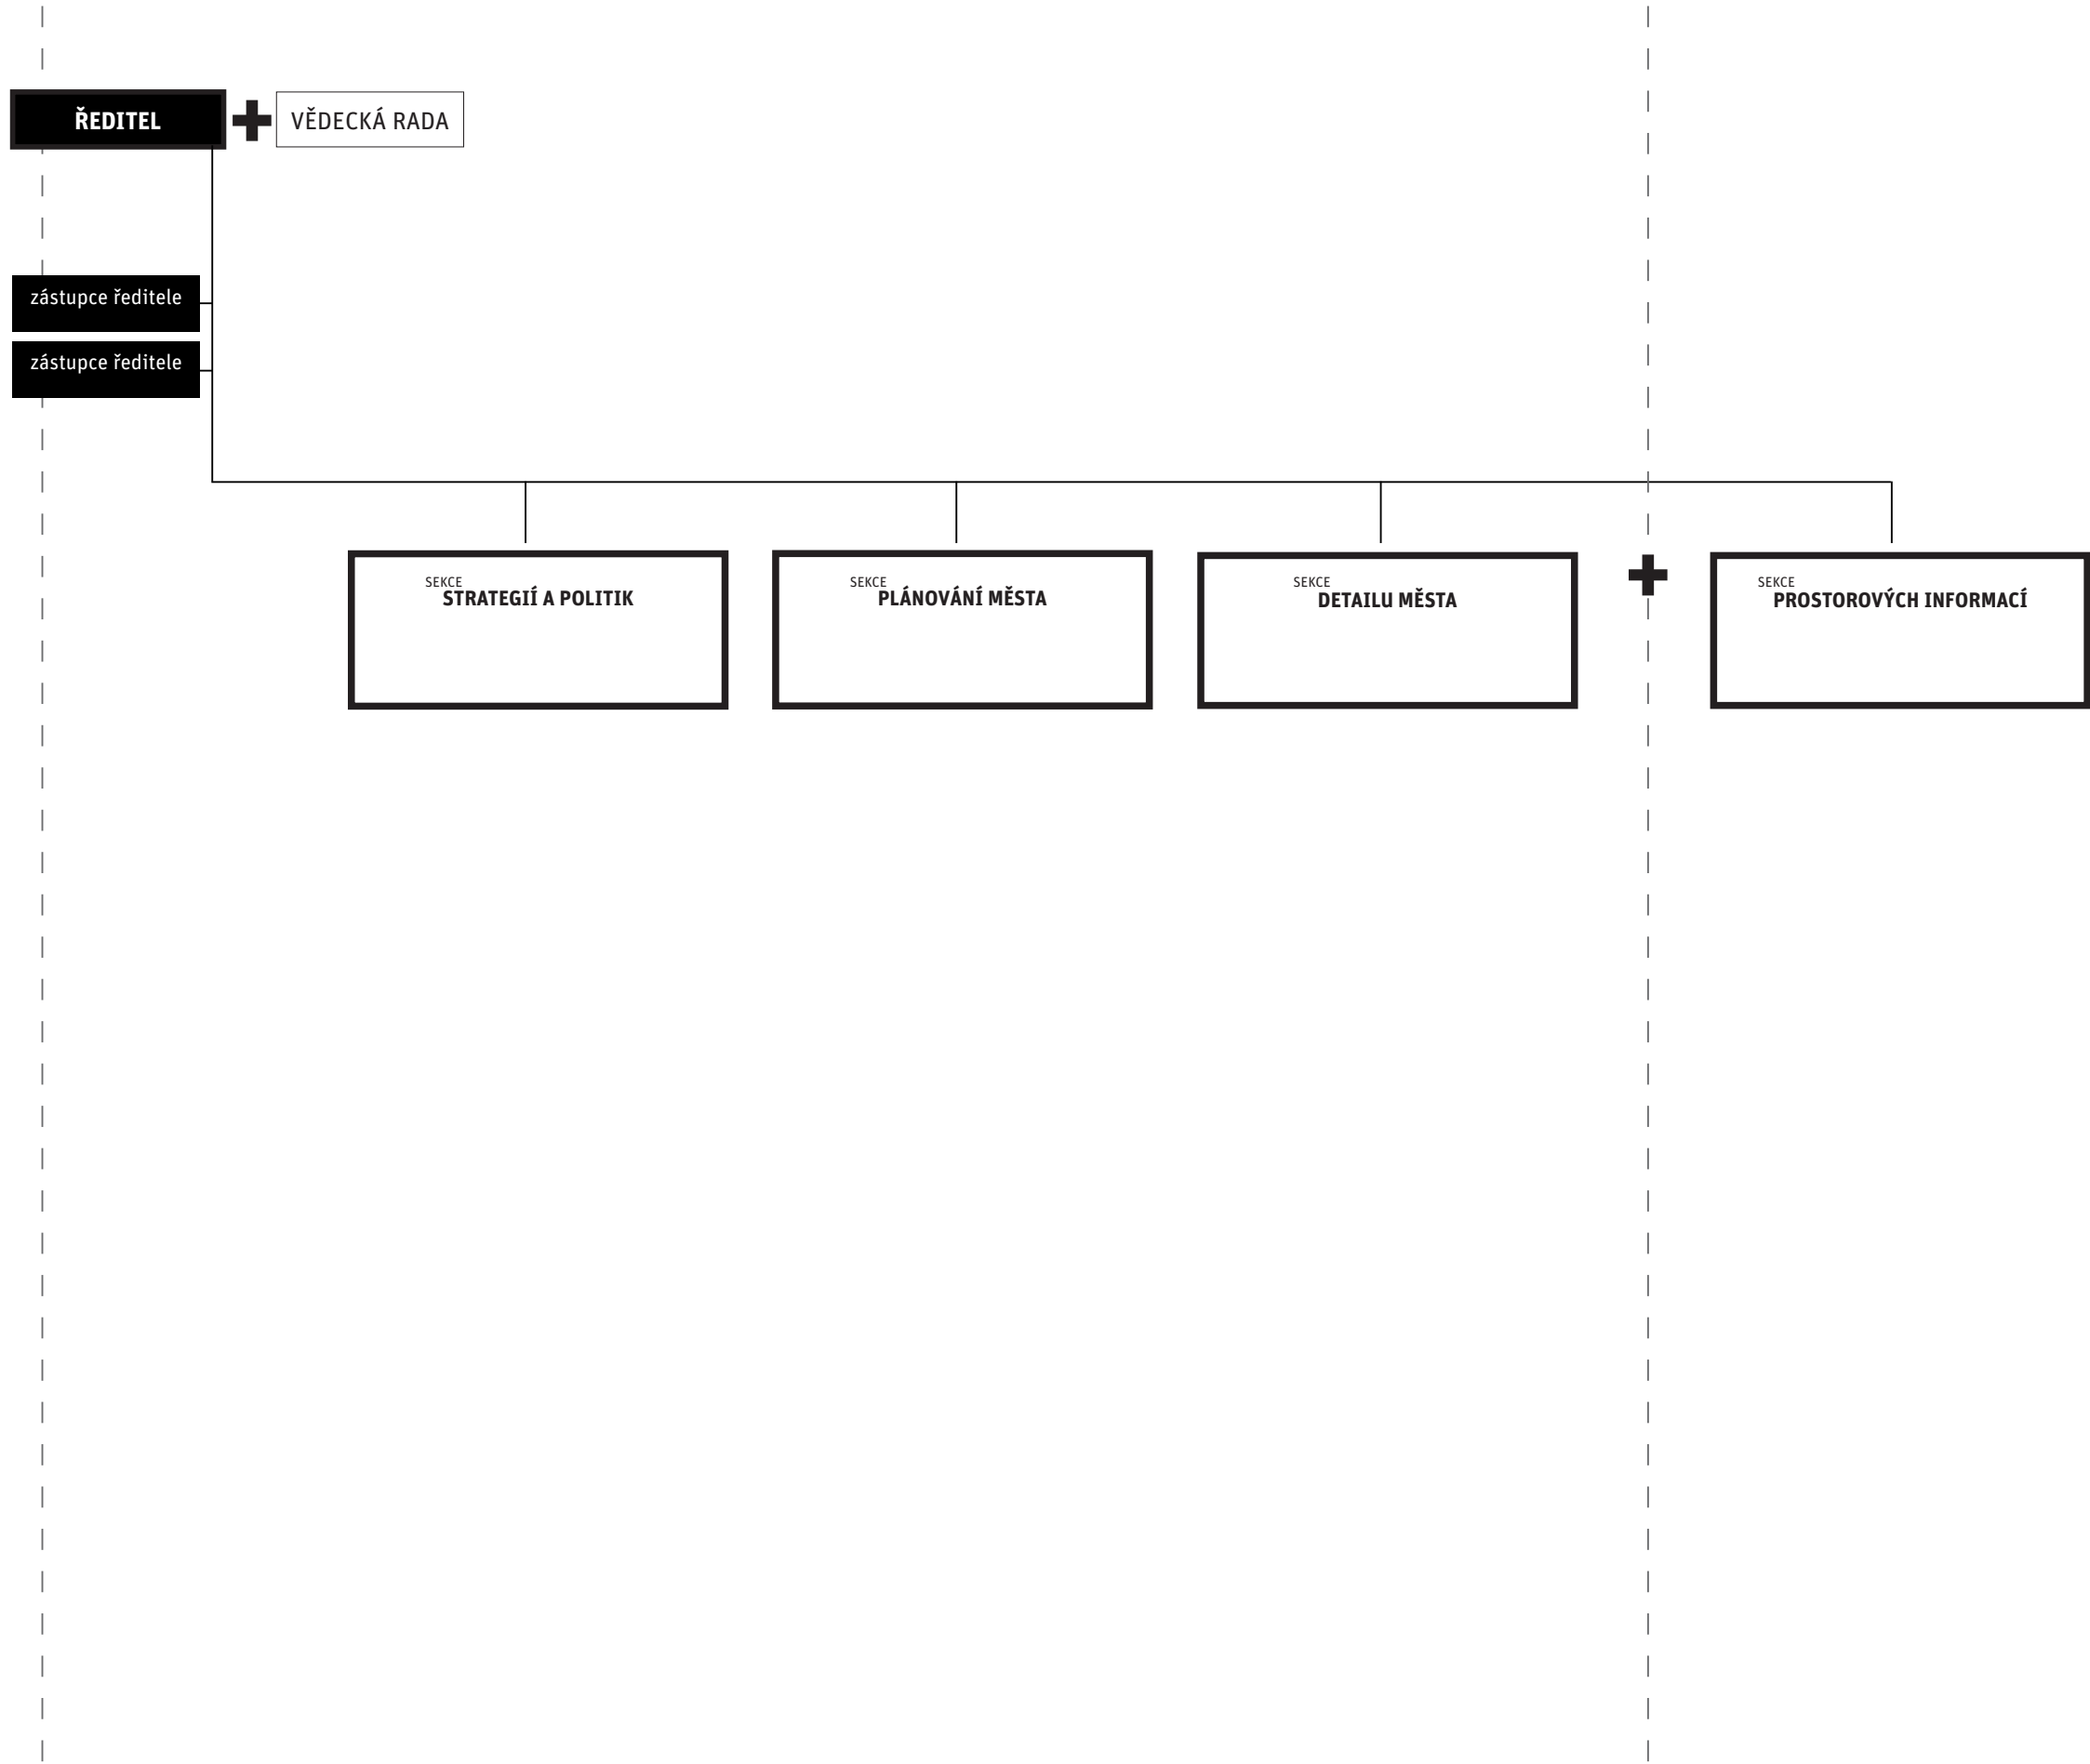 ŘEDITEL
VĚDECKÁ RADA
zástupce ředitele
zástupce ředitele
SEKCE
STRATEGIÍ A POLITIK
SEKCE
PLÁNOVÁNÍ MĚSTA
SEKCE
DETAILU MĚSTA
SEKCE
PROSTOROVÝCH INFORMACÍ